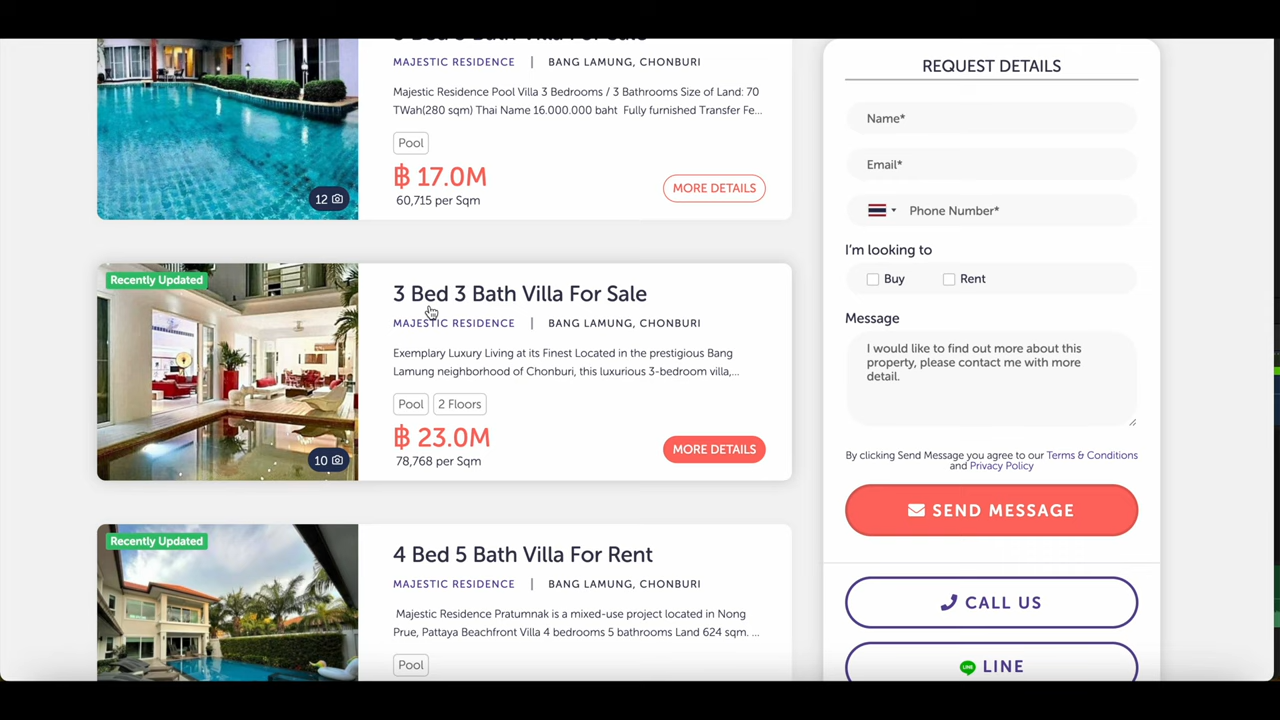 MAJESTIC RESIDENCE | BANG LAMUNG, CHONBURI
Majestic Residence Pool Villa 3 Bedrooms / 3 Bathrooms Size of Land: 70
TWah(280 sqm) Thai Name 16.000.000 baht Fully furnished Transfer Fe...
Pool
฿ 17.0M
60,715 per Sqm
MORE DETAILS
12
Recently Updated
3 Bed 3 Bath Villa For Sale
MAJESTIC RESIDENCE | BANG LAMUNG, CHONBURI
Exemplary Luxury Living at its Finest Located in the prestigious Bang
Lamung neighborhood of Chonburi, this luxurious 3-bedroom villa,...
Pool 2 Floors
฿ 23.0M
78,768 per Sqm
MORE DETAILS
10
Recently Updated
4 Bed 5 Bath Villa For Rent
MAJESTIC RESIDENCE | BANG LAMUNG, CHONBURI
Majestic Residence Pratumnak is a mixed-use project located in Nong
Prue, Pattaya Beachfront Villa 4 bedrooms 5 bathrooms Land 624 sqm. ...
Pool
REQUEST DETAILS
Name*
Email*
Phone Number*
I'm looking to
Buy Rent
Message
I would like to find out more about this
property, please contact me with more
detail.
By clicking Send Message you agree to our Terms & Conditions
and Privacy Policy
SEND MESSAGE
CALL US
LINE